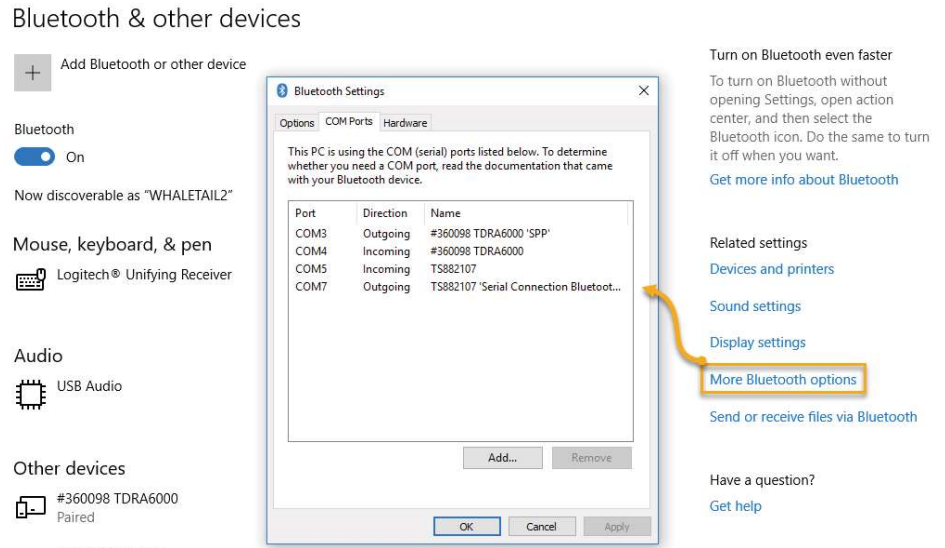 Bluetooth & other devices
Add Bluetooth or other device
Bluetooth
On
Now discoverable as “WHALETAIL2”
Mouse, keyboard, & pen
Logitech® Unifying Receiver
Audio
USB Audio
Other devices
#360098 TDRA6000
Paired
Bluetooth Settings
Options COM Ports Hardware
This PC is using the COM (serial) ports listed below. To determine
whether you need a COM port, read the documentation that came
with your Bluetooth device.
Port Direction Name
COM3 Outgoing #360098 TDRA6000 'SPP'
COM4 Incoming #360098 TDRA6000
COM5 Incoming TS882107
COM7 Outgoing TS882107 'Serial Connection Bluetoot...
Add... Remove
OK Cancel Apply
Turn on Bluetooth even faster
To turn on Bluetooth without
opening Settings, open action
center, and then select the
Bluetooth icon. Do the same to turn
it off when you want.
Get more info about Bluetooth
Related settings
Devices and printers
Sound settings
Display settings
More Bluetooth options
Send or receive files via Bluetooth
Have a question?
Get help